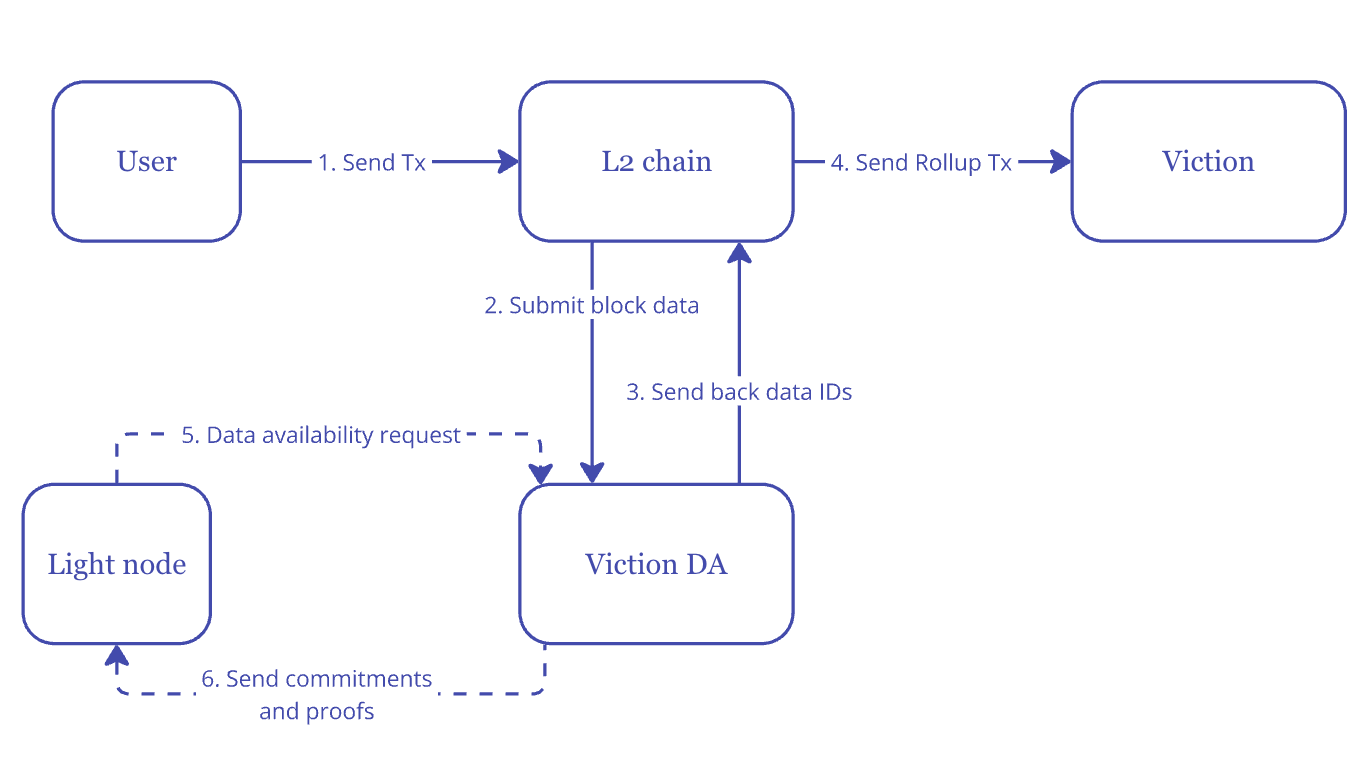 User
1. Send Tx
L2 chain
4. Send Rollup Tx
Viction
2. Submit block data
3. Send back data IDs
5. Data availability request
Light node
Viction DA
6. Send commitments
and proofs